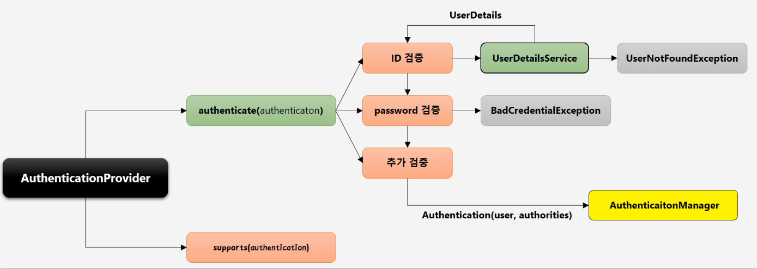 UserDetails
ID 검증
UserDetailsService
UserNotFoundException
authenticate(authenticaton)
password 검증
BadCredentialException
추가 검증
AuthenticationProvider
Authentication(user, authorities)
AuthenticaitonManager
supports(authentication)